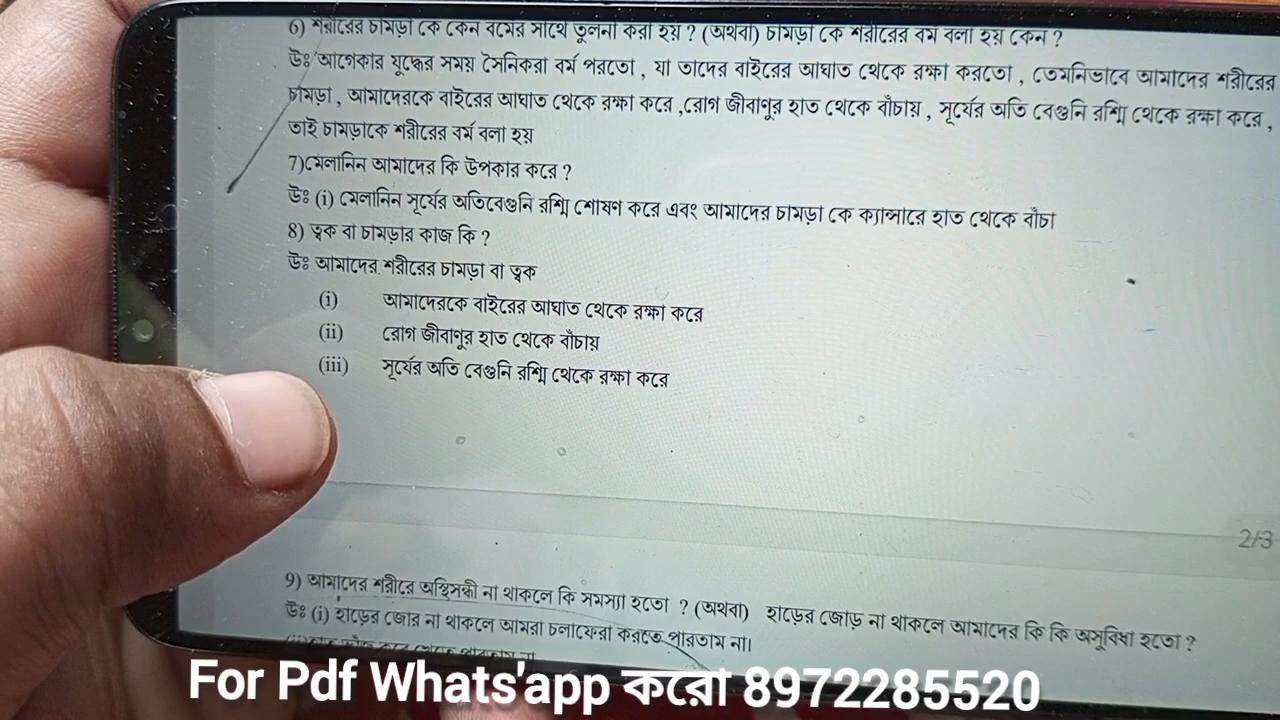 6) শরীরের চামড়া কে কেন বর্মের সাথে তুলনা করা হয় ? (অথবা) চামড়া কে শরীরের বর্ম বলা হয় কেন ?
উঃ আগেকার যুদ্ধের সময় সৈনিকরা বর্ম পরতো , যা তাদের বাইরের আঘাত থেকে রক্ষা করতো , তেমনিভাবে আমাদের শরীরের
চামড়া , আমাদেরকে বাইরের আঘাত থেকে রক্ষা করে ,রোগ জীবাণুর হাত থেকে বাঁচায় , সূর্যের অতি বেগুনি রশ্মি থেকে রক্ষা করে ,
তাই চামড়াকে শরীরের বর্ম বলা হয়
7)মেলানিন আমাদের কি উপকার করে ?
উঃ (i) মেলানিন সূর্যের অতিবেগুনি রশ্মি শোষণ করে এবং আমাদের চামড়া কে ক্যান্সারে হাত থেকে বাঁচা
8) ত্বক বা চামড়ার কাজ কি ?
উঃ আমাদের শরীরের চামড়া বা ত্বক
(i) আমাদেরকে বাইরের আঘাত থেকে রক্ষা করে
(ii) রোগ জীবাণুর হাত থেকে বাঁচায়
(iii) সূর্যের অতি বেগুনি রশ্মি থেকে রক্ষা করে
2/3
9) আমাদের শরীরে অস্থিসন্ধী না থাকলে কি সমস্যা হতো ? (অথবা) হাড়ের জোড় না থাকলে আমাদের কি কি অসুবিধা হতো ?
উঃ (i) হাড়ের জোর না থাকলে আমরা চলাফেরা করতে পারতাম না।
For Pdf Whats'app করো 8972285520